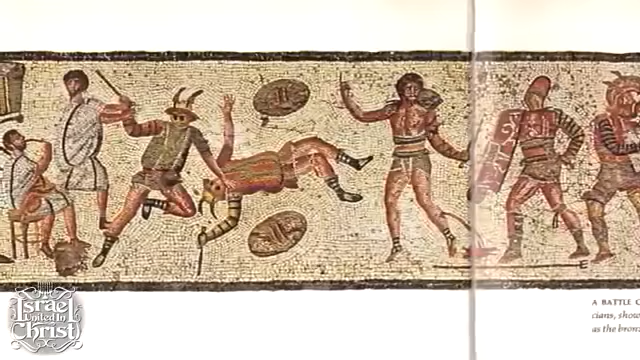 Israel
United In
Christ
A BATTLE
cians, show
as the bron